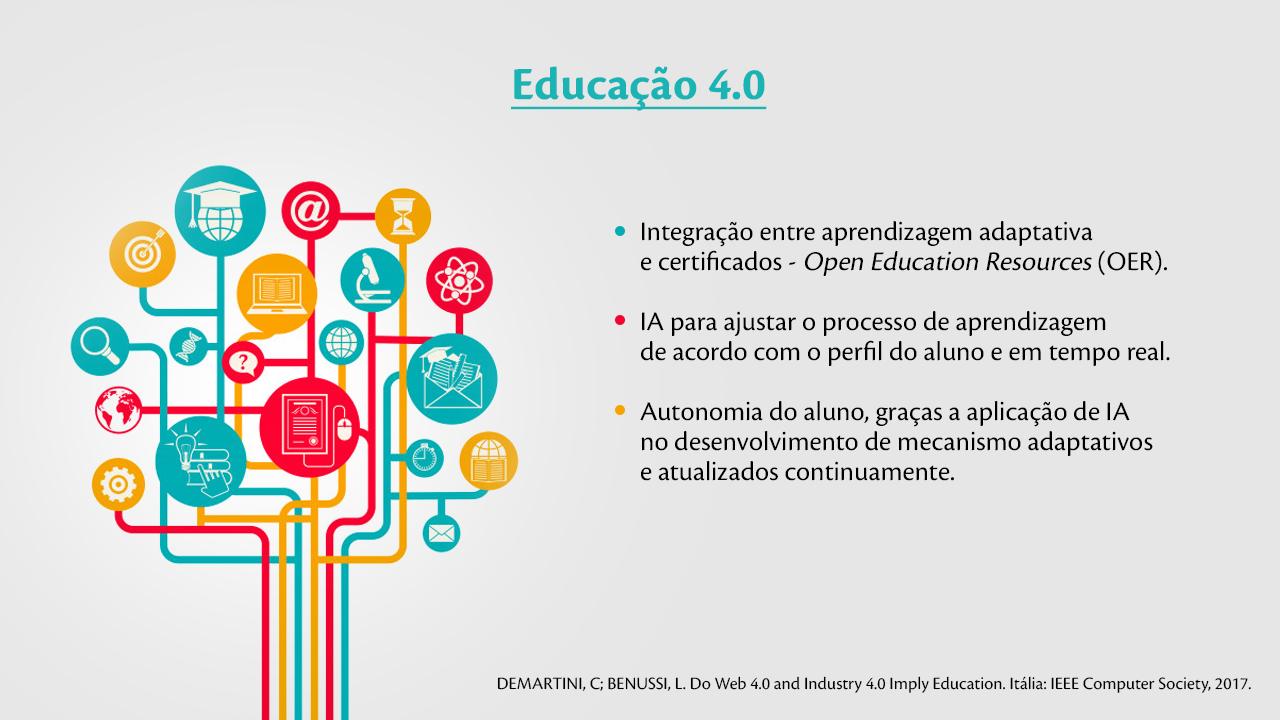 Educação 4.0
@
?
Integração entre aprendizagem adaptativa
e certificados - Open Education Resources (OER).
IA para ajustar o processo de aprendizagem
de acordo com o perfil do aluno e em tempo real.
Autonomia do aluno, graças a aplicação de IA
no desenvolvimento de mecanismo adaptativos
e atualizados continuamente.
DEMARTINI, C; BENUSSI, L. Do Web 4.0 and Industry 4.0 Imply Education. Itália: IEEE Computer Society, 2017.